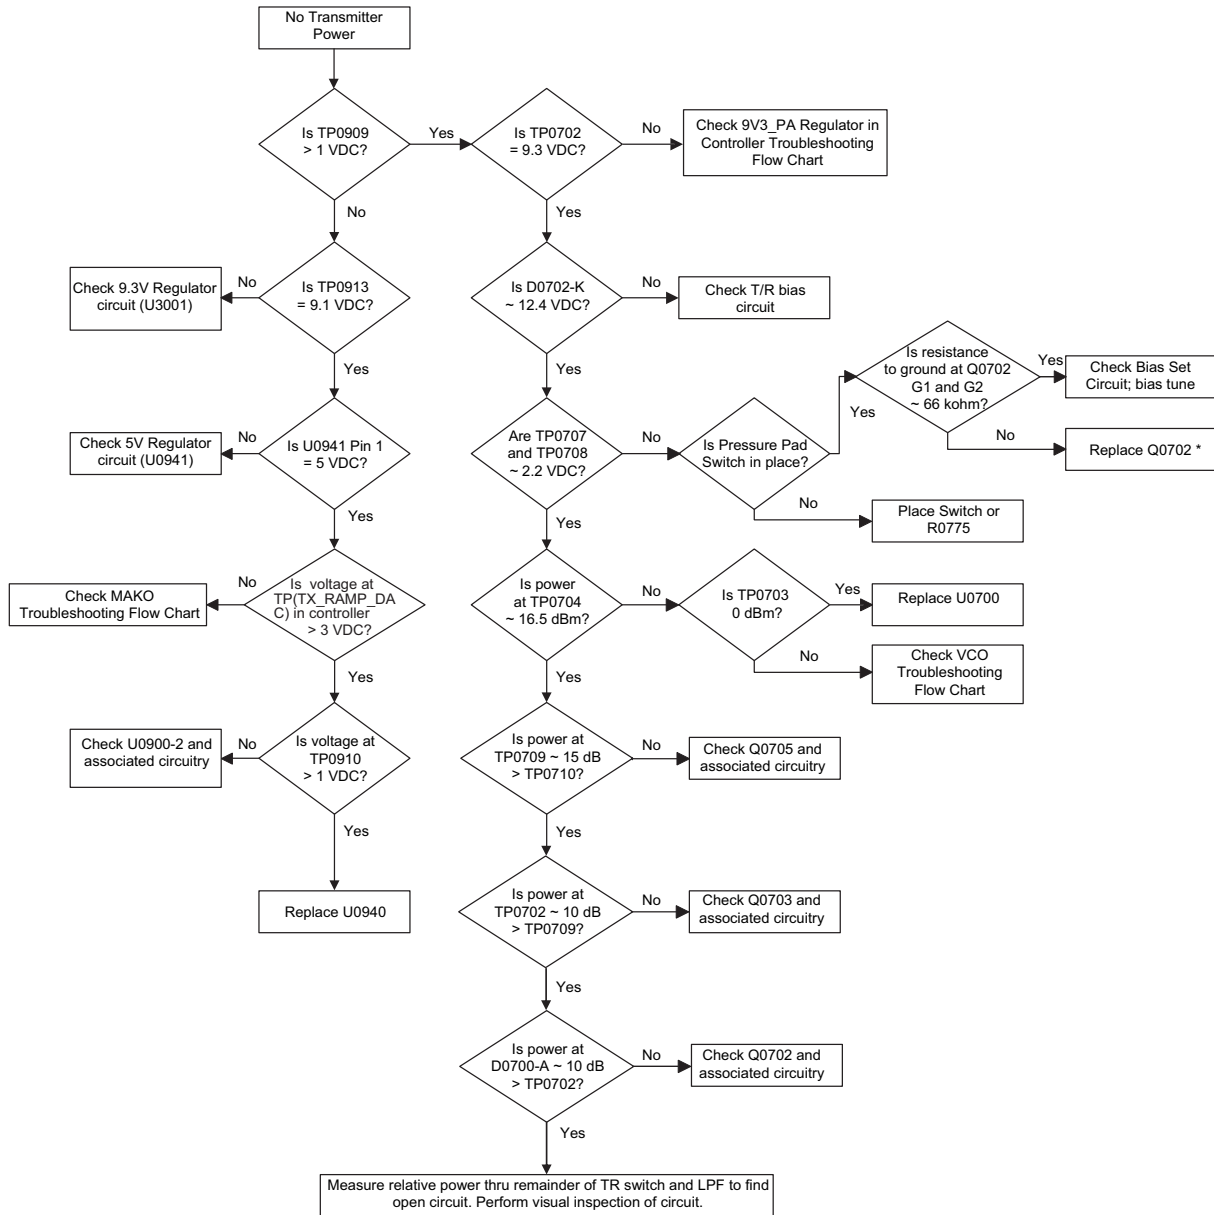 No Transmitter
Power
Is TP0909
> 1 VDC?
Yes
Is TP0702
= 9.3 VDC?
No
Check 9V3_PA Regulator in
Controller Troubleshooting
Flow Chart
No
Yes
Check 9.3V Regulator
circuit (U3001)
No
Is TP0913
= 9.1 VDC?
Is D0702-K
~ 12.4 VDC?
No
Check T/R bias
circuit
Yes
Yes
Is resistance
to ground at Q0702
G1 and G2
~ 66 kohm?
Yes
Check Bias Set
Circuit; bias tune
No
Replace Q0702 *
Check 5V Regulator
circuit (U0941)
No
Is U0941 Pin 1
= 5 VDC?
Are TP0707
and TP0708
~ 2.2 VDC?
No
Is Pressure Pad
Switch in place?
Yes
No
Place Switch or
R0775
Yes
Yes
Check MAKO
Troubleshooting Flow Chart
No
Is voltage at
TP(TX_RAMP_DA
C) in controller
> 3 VDC?
Is power
at TP0704
~ 16.5 dBm?
No
Is TP0703
0 dBm?
Yes
Replace U0700
No
Check VCO
Troubleshooting
Flow Chart
Yes
Yes
Check U0900-2 and
associated circuitry
No
Is voltage at
TP0910
> 1 VDC?
Is power at
TP0709 ~ 15 dB
> TP0710?
No
Check Q0705 and
associated circuitry
Yes
Yes
Replace U0940
Is power at
TP0702 ~ 10 dB
> TP0709?
No
Check Q0703 and
associated circuitry
Yes
Is power at
D0700-A ~ 10 dB
> TP0702?
No
Check Q0702 and
associated circuitry
Yes
Measure relative power thru remainder of TR switch and LPF to find
open circuit. Perform visual inspection of circuit.